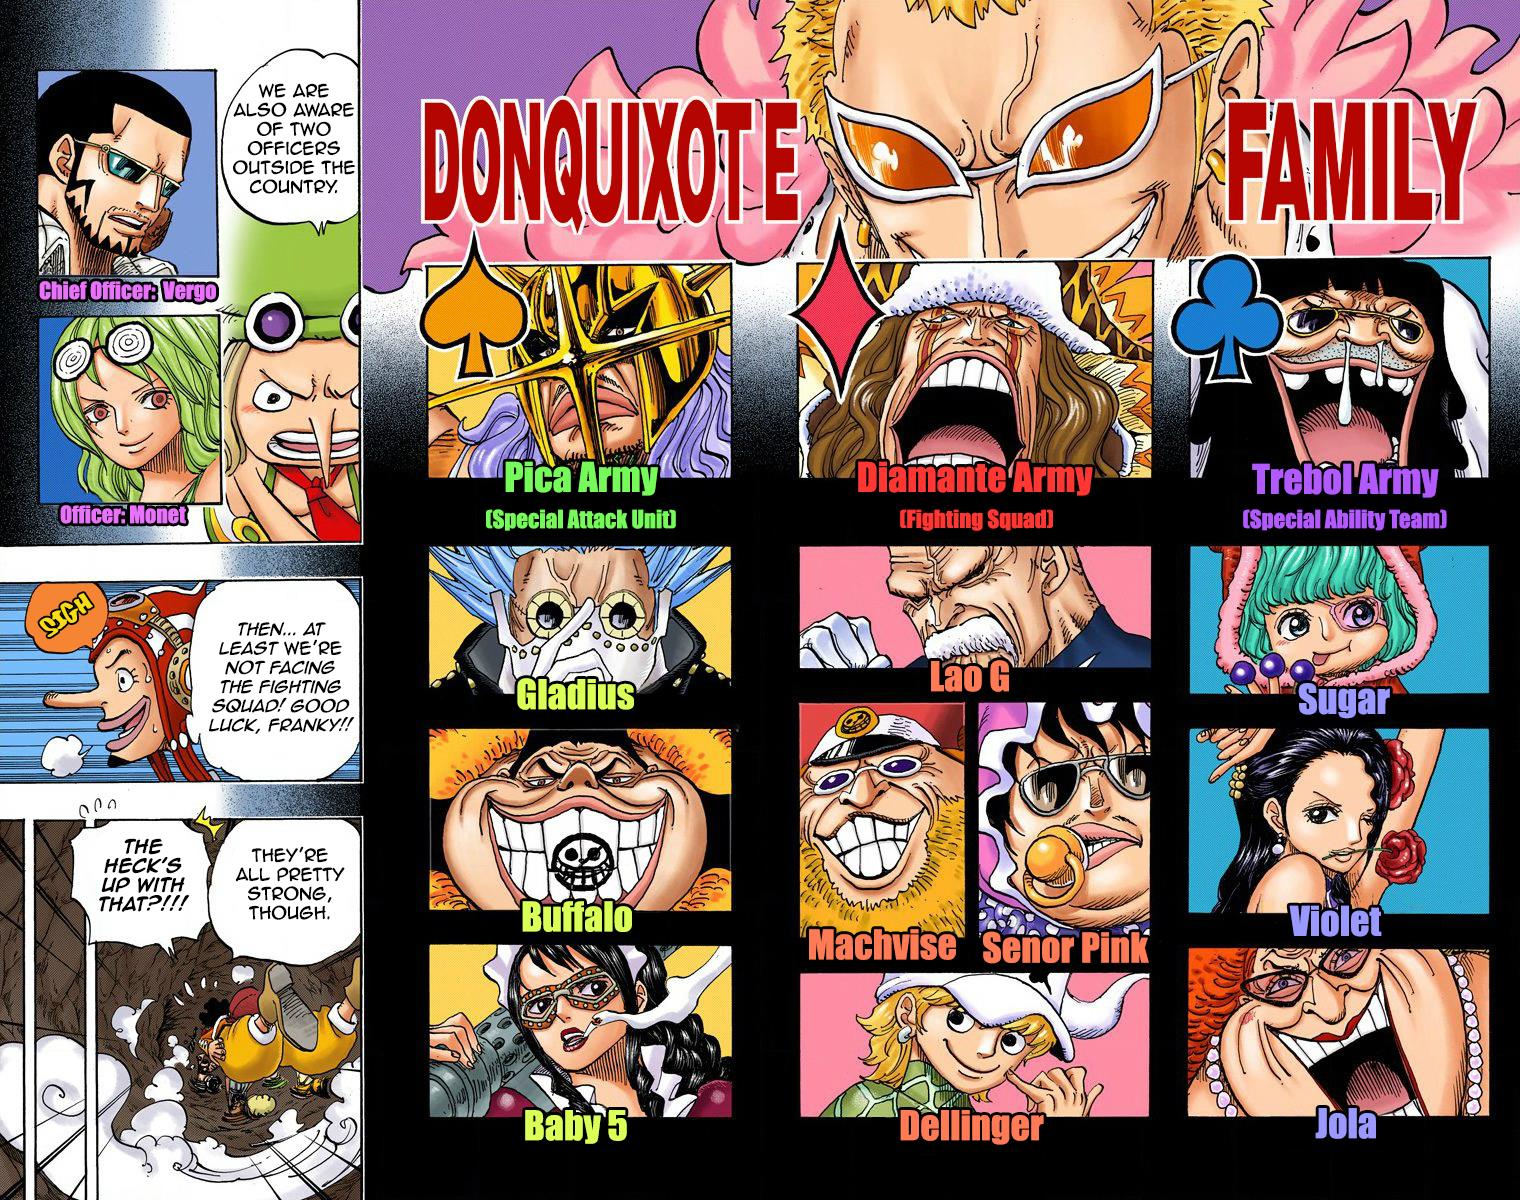 WE ARE
ALSO AWARE
OF TWO
OFFICERS
OUTSIDE THE
COUNTRY.
Chief Officer: Vergo
Officer: Monet
SIGH
THEN... AT
LEAST WE'RE
NOT FACING
THE FIGHTING
SQUAD! GOOD
LUCK, FRANKY!!
THEY'RE
ALL PRETTY
STRONG,
THOUGH.
THE
HECK'S
UP WITH
THAT?!!!
DONQUIXOTE FAMILY
Pica Army
(Special Attack Unit)
Gladius
Buffalo
Baby 5
Diamante Army
(Fighting Squad)
Lao G
Machvise
Senor Pink
Dellinger
Trebol Army
(Special Ability Team)
Sugar
Violet
Jola